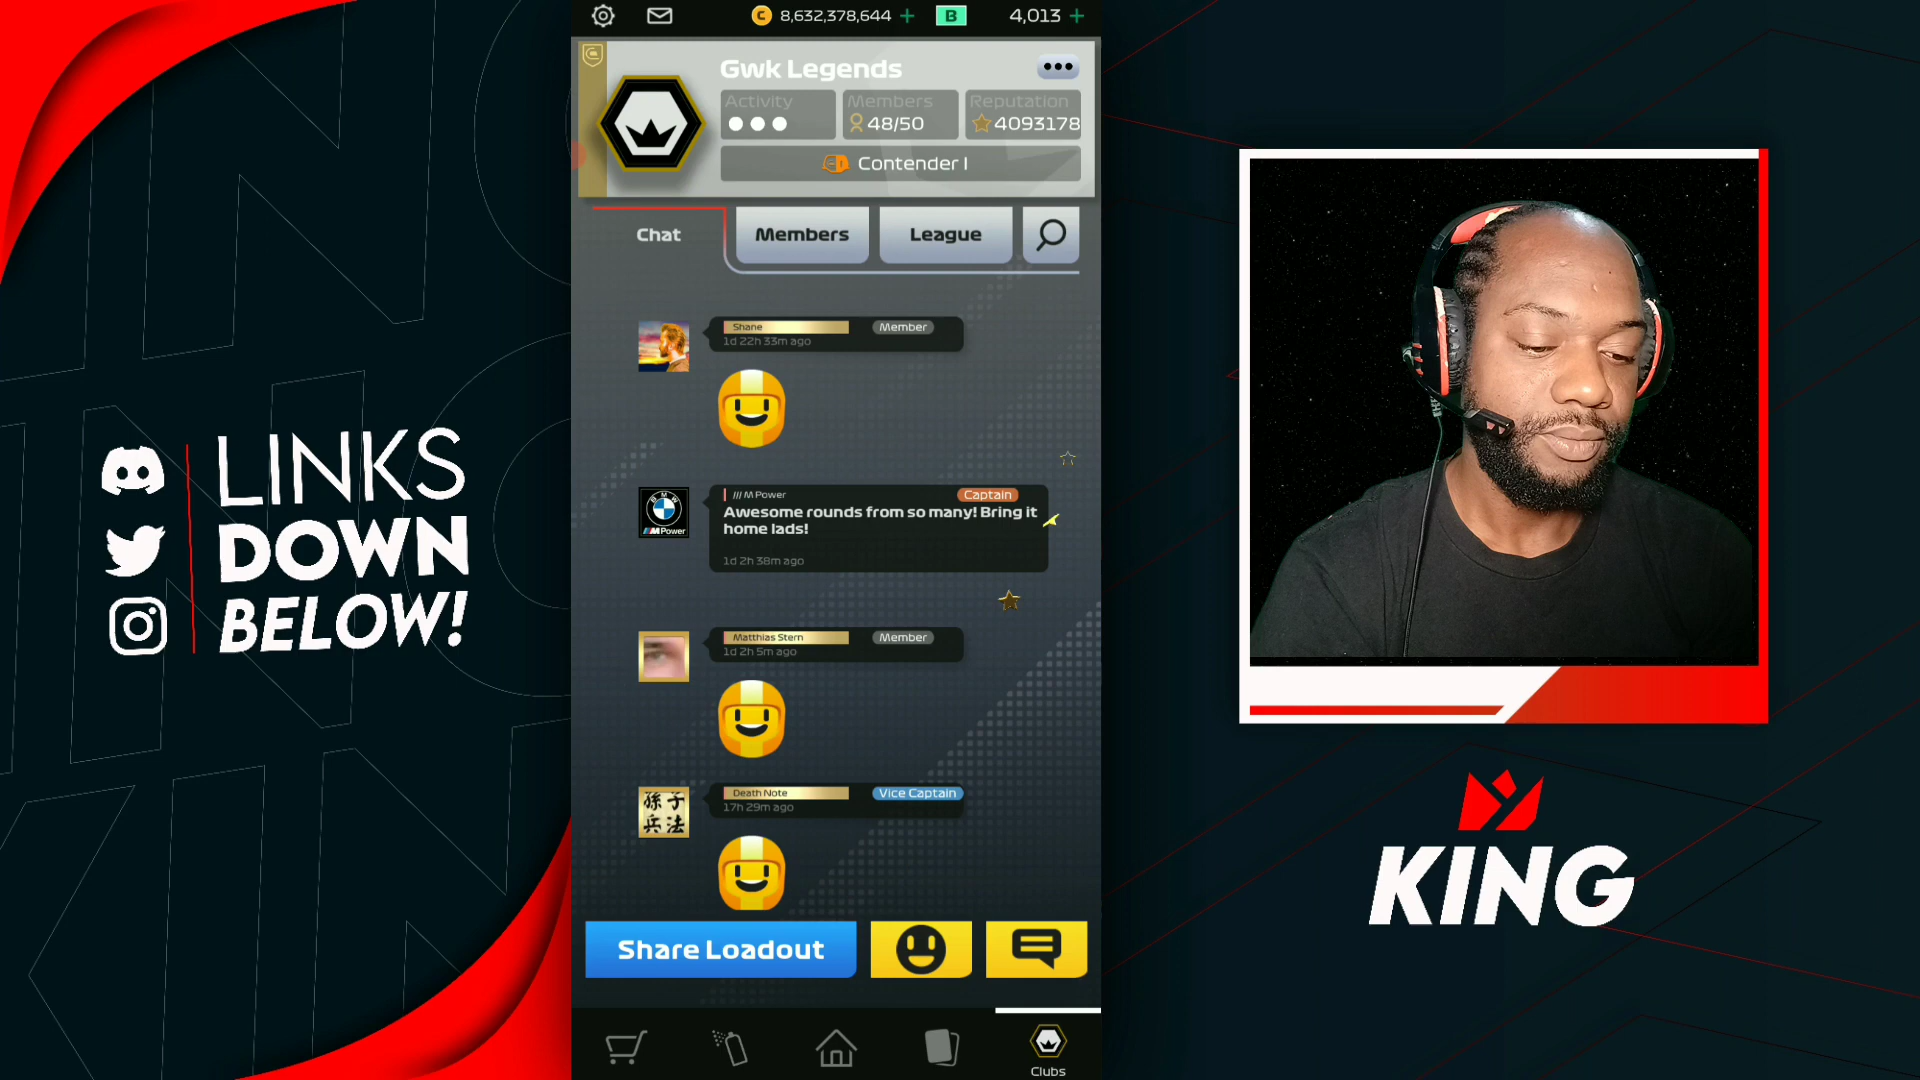 8,632,378,644 +
B
4,013 +
Gwk Legends
Activity
Members
48/50
Reputation
4093178
Contender I
Chat
Members
League
Shane
Member
1d 22h 33m ago
BMW
///MPower
/// M Power
Captain
Awesome rounds from so many! Bring it
home lads!
1d 2h 38m ago
Matthias Stern
Member
1d 2h 5m ago
孫子
兵法
Death Note
Vice Captain
17h 29m ago
Share Loadout
Clubs
LINKS
DOWN
BELOW!
KING